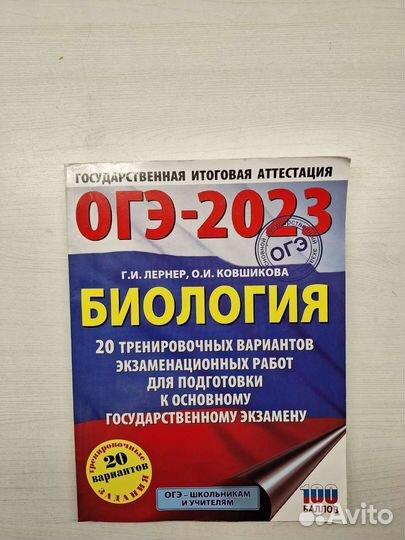 ГОСУДАРСТВЕННАЯ ИТОГОВАЯ АТТЕСТАЦИЯ
ОГЭ-2023
ОГЭ
Г.И. ЛЕРНЕР, О.И. КОВШИКОВА
БИОЛОГИЯ
20 ТРЕНИРОВОЧНЫХ ВАРИАНТОВ
ЭКЗАМЕНАЦИОННЫХ РАБОТ
ДЛЯ ПОДГОТОВКИ
К ОСНОВНОМУ
ГОСУДАРСТВЕННОМУ ЭКЗАМЕНУ
тренировочные
20
вариантов
ЗАДАНИЯ
ОГЭ – ШКОЛЬНИКАМ
И УЧИТЕЛЯМ
100
БАЛЛОВ
Avito